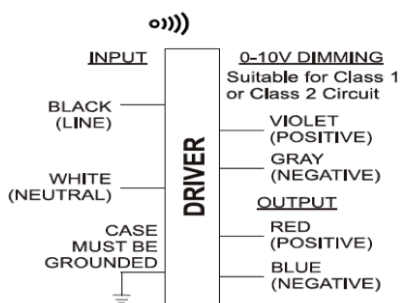 INPUT
BLACK
(LINE)
WHITE
(NEUTRAL)
CASE
MUST BE
GROUNDED
DRIVER
0-10V DIMMING
Suitable for Class 1
or Class 2 Circuit
VIOLET
(POSITIVE)
GRAY
(NEGATIVE)
OUTPUT
RED
(POSITIVE)
BLUE
(NEGATIVE)